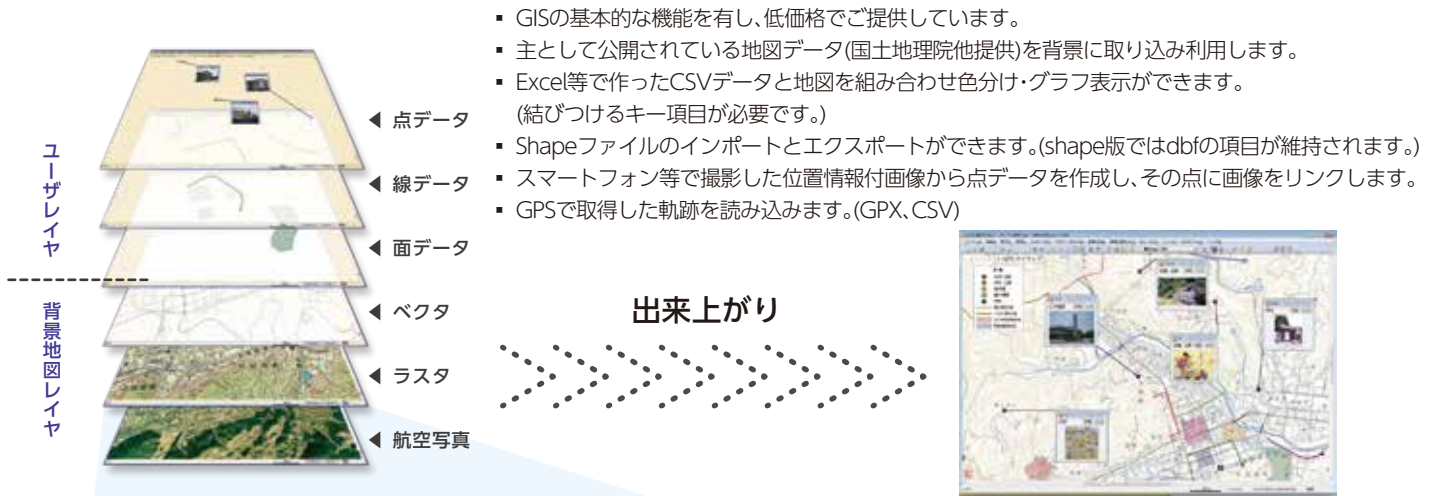 ▪ GISの基本的な機能を有し、低価格でご提供しています。
▪ 主として公開されている地図データ(国土地理院他提供)を背景に取り込み利用します。
▪ Excel等で作ったCSVデータと地図を組み合わせ色分け・グラフ表示ができます。
(結びつけるキー項目が必要です。)
▪ Shapeファイルのインポートとエクスポートができます。(shape版ではdbfの項目が維持されます。)
▪ スマートフォン等で撮影した位置情報付画像から点データを作成し、その点に画像をリンクします。
▪ GPSで取得した軌跡を読み込みます。(GPX、CSV)
ユーザレイヤ
◀ 点データ
◀ 線データ
◀ 面データ
背景地図レイヤ
◀ ベクタ
◀ ラスタ
◀ 航空写真
出来上がり